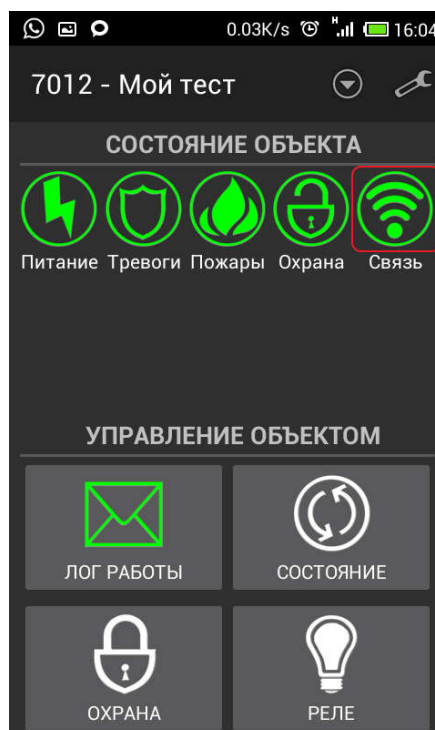 0.03K/s H 16:04
7012 - Мой тест
СОСТОЯНИЕ ОБЪЕКТА
Питание Тревоги Пожары Охрана Связь
УПРАВЛЕНИЕ ОБЪЕКТОМ
ЛОГ РАБОТЫ СОСТОЯНИЕ
ОХРАНА РЕЛЕ